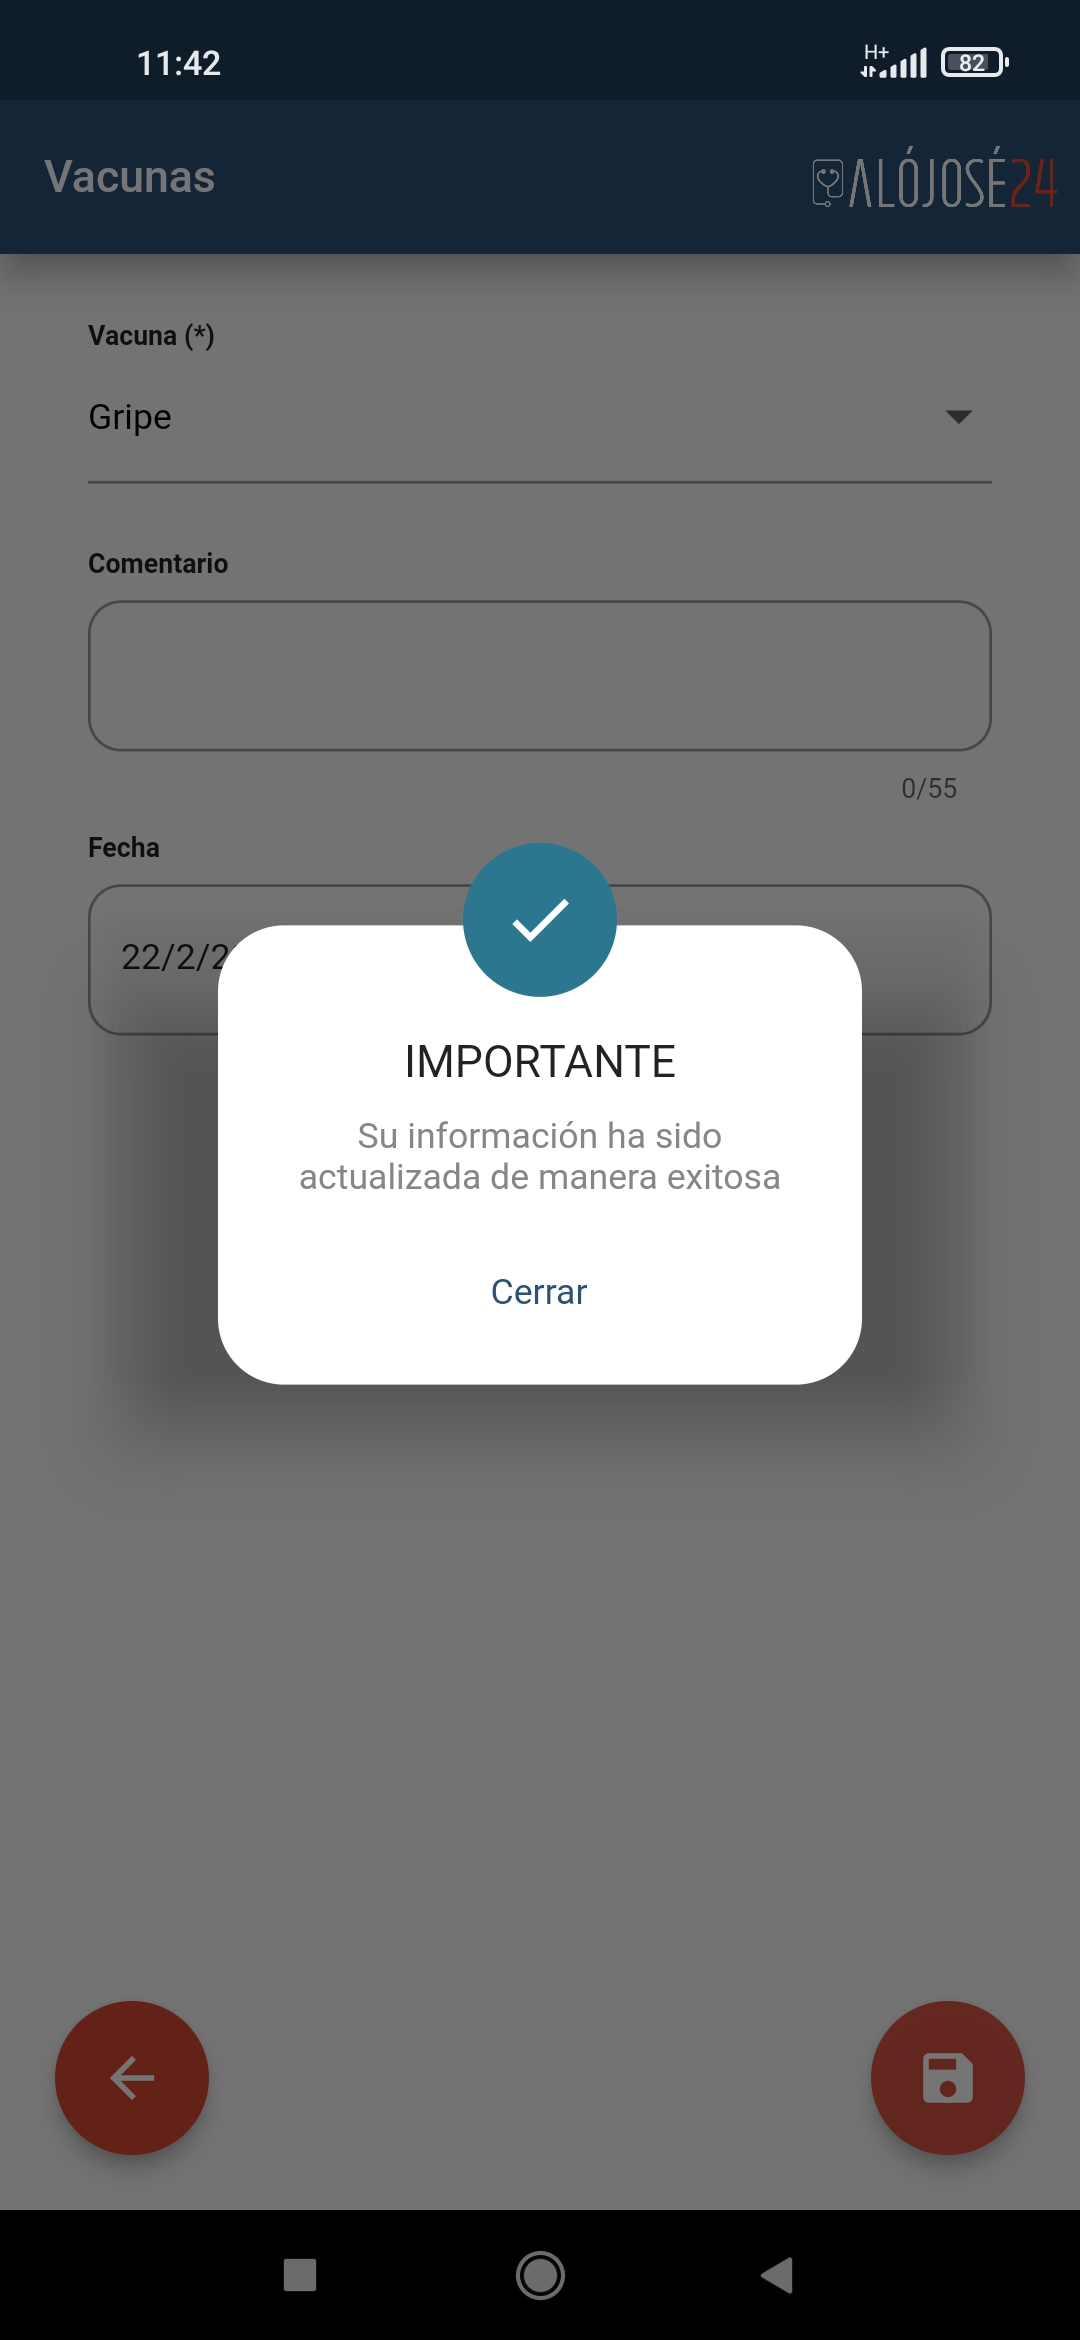 11:42
H+
82
Vacunas
ALÓJOSÉ24
Vacuna (*)
Gripe
Comentario
0/55
Fecha
22/2/2
IMPORTANTE
Su información ha sido
actualizada de manera exitosa
Cerrar